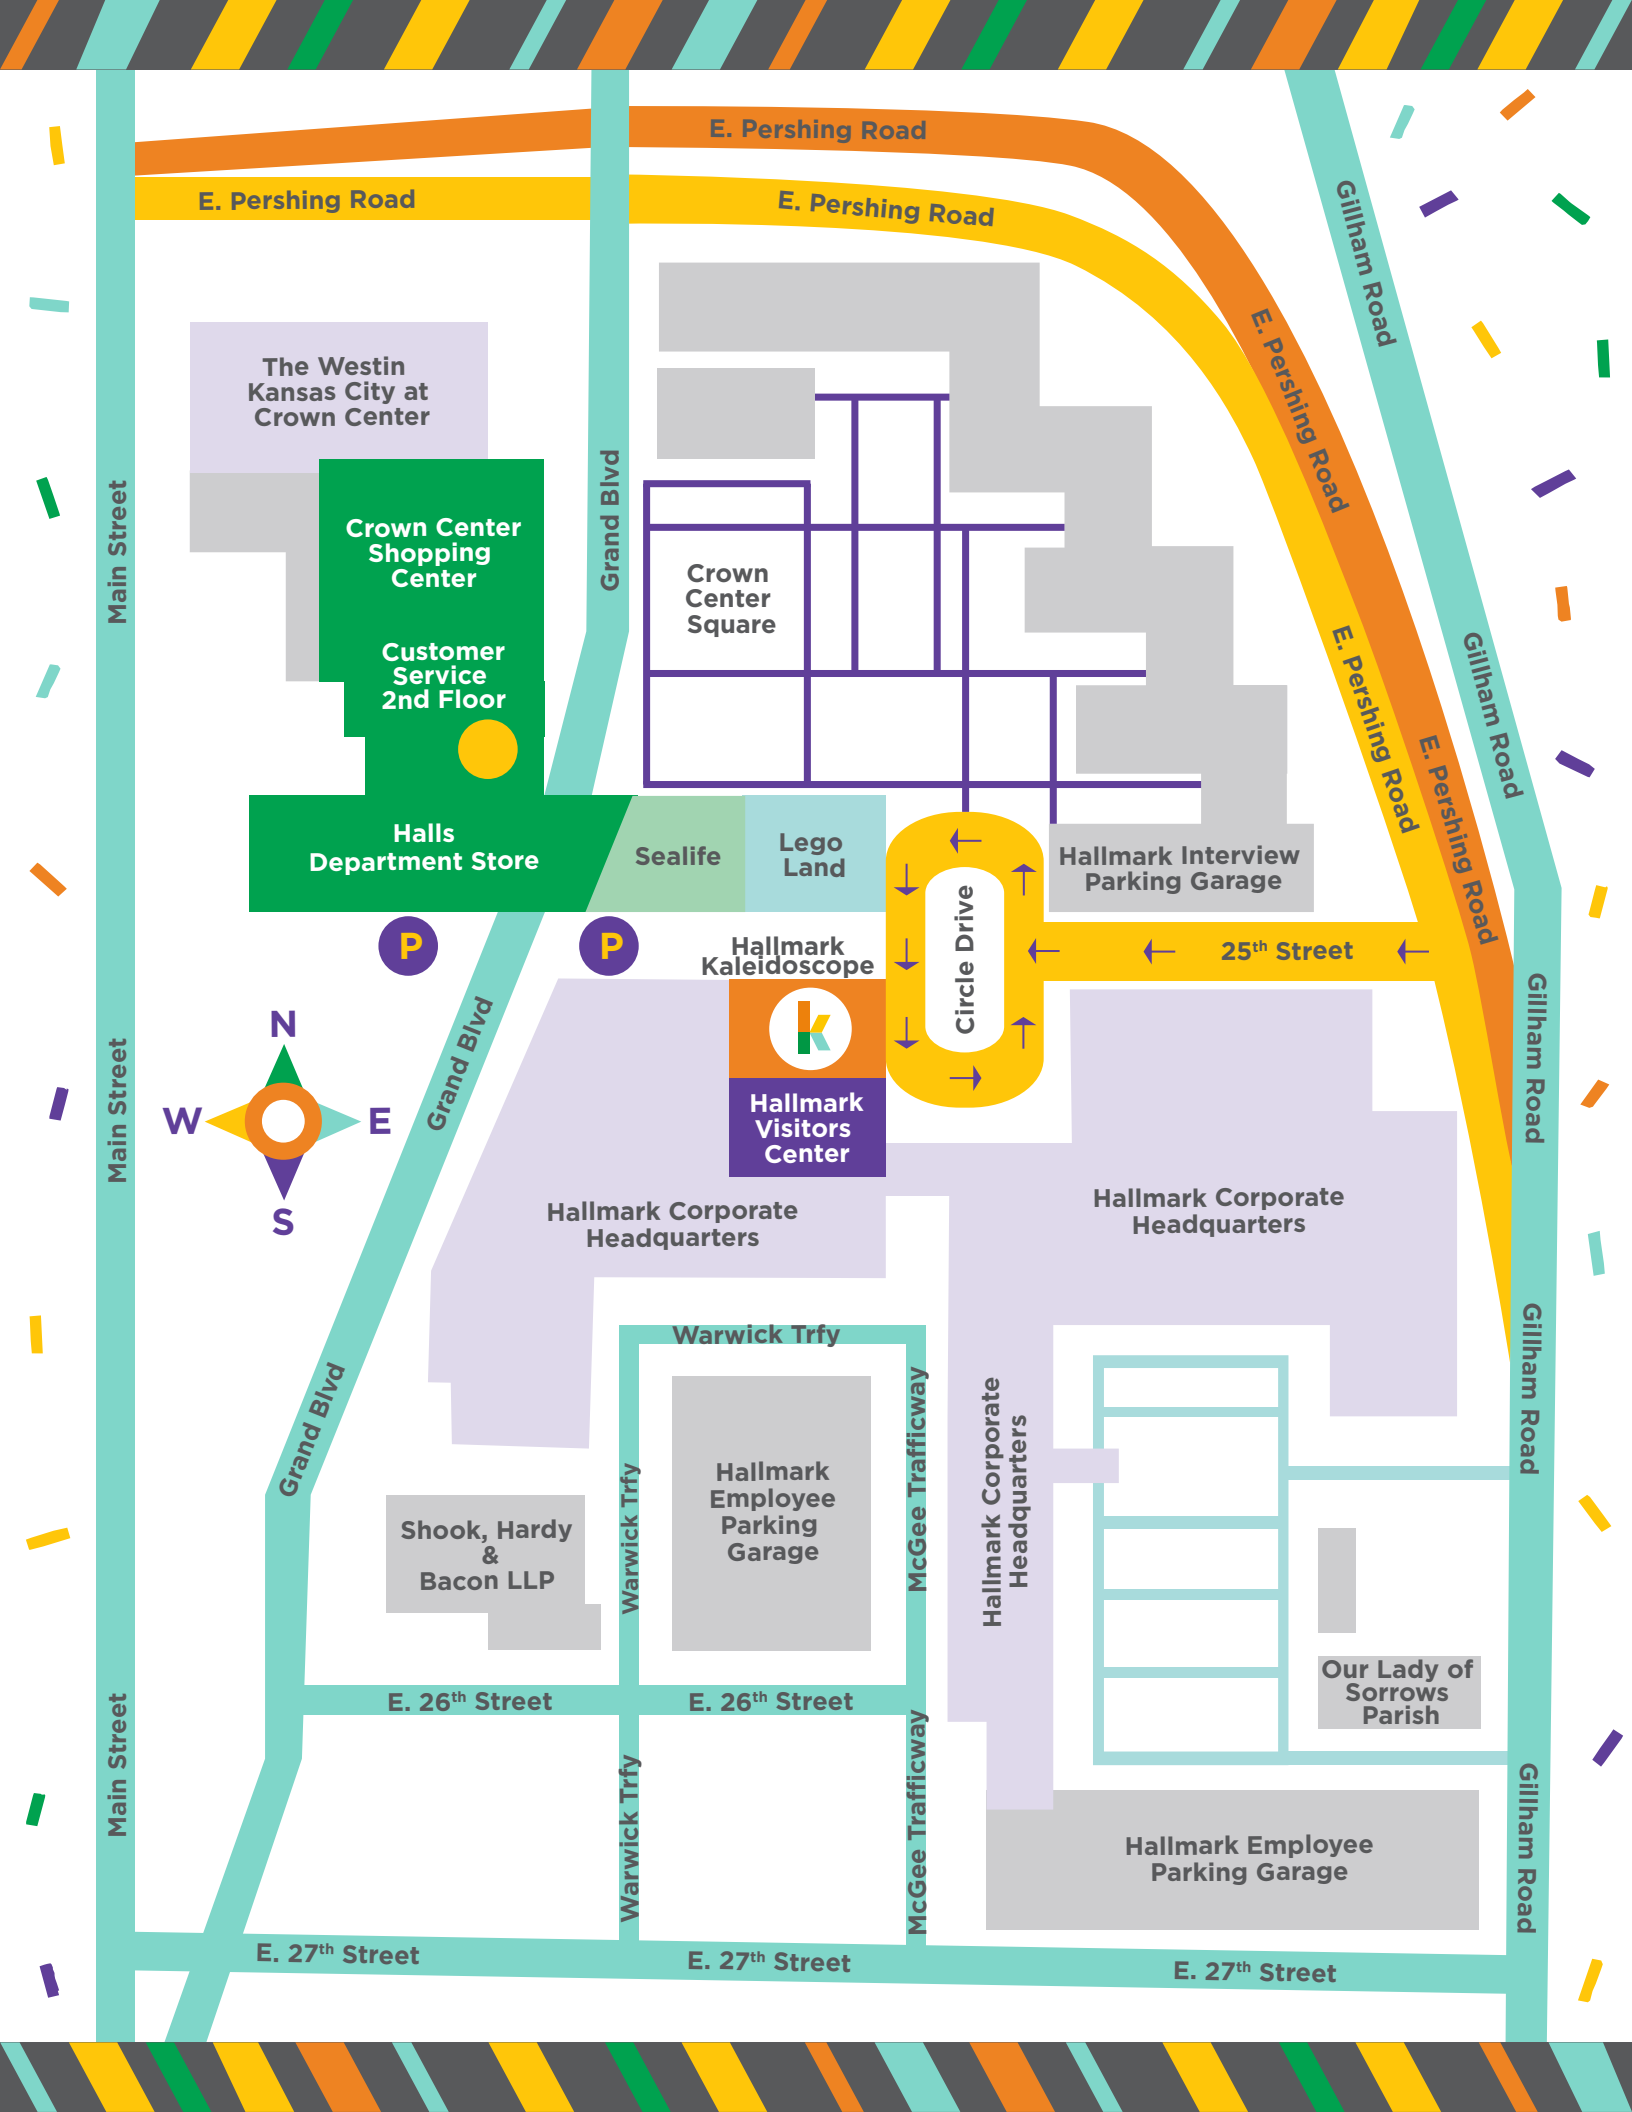 E. Pershing Road
E. Pershing Road
E. Pershing Road
Gillham Road
E. Pershing Road
The Westin
Kansas City at
Crown Center
Main Street
Grand Blvd
Crown Center
Shopping
Center
Crown
Center
Square
Customer
Service
2nd Floor
E. Pershing Road
Gillham Road
E. Pershing Road
Halls
Department Store
Sealife
Lego
Land
Hallmark Interview
Parking Garage
P
P
Hallmark
Kaleidoscope
k
Circle Drive
25th Street
Gillham Road
N
W
E
S
Main Street
Grand Blvd
Hallmark
Visitors
Center
Hallmark Corporate
Headquarters
Hallmark Corporate
Headquarters
Warwick Trfy
Gillham Road
Grand Blvd
Hallmark
Employee
Parking
Garage
McGee Trafficway
Hallmark Corporate
Headquarters
Shook, Hardy
&
Bacon LLP
Warwick Trfy
Our Lady of
Sorrows
Parish
E. 26th Street
E. 26th Street
Main Street
Warwick Trfy
McGee Trafficway
Hallmark Employee
Parking Garage
Gillham Road
E. 27th Street
E. 27th Street
E. 27th Street